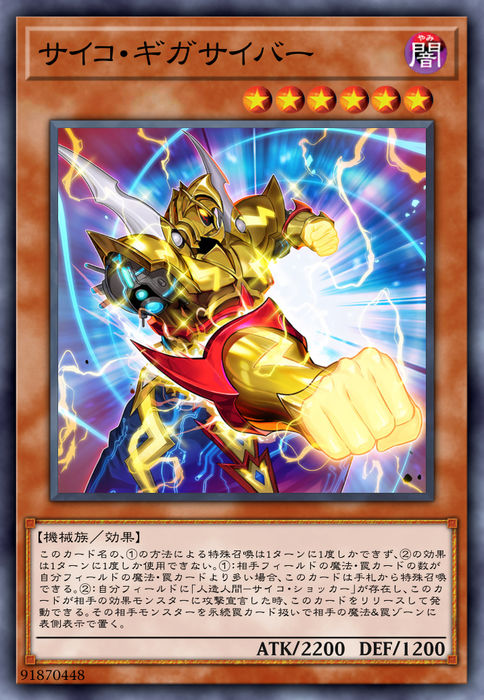 サイコ・ギガサイバー
やみ
闇
【機械族／効果】
このカード名の、①の方法による特殊召喚は1ターンに1度しかできず、②の効果
は1ターンに1度しか使用できない。①：相手フィールドの魔法・罠カードの数が
自分フィールドの魔法・罠カードより多い場合、このカードは手札から特殊召喚
できる。②：自分フィールドに「人造人間－サイコ・ショッカー」が存在し、このカ
ードが相手の効果モンスターに攻撃宣言した時、このカードをリリースして発
動できる。その相手モンスターを永続罠カード扱いで相手の魔法&罠ゾーンに
表側表示で置く。
ATK/2200 DEF/1200
91870448